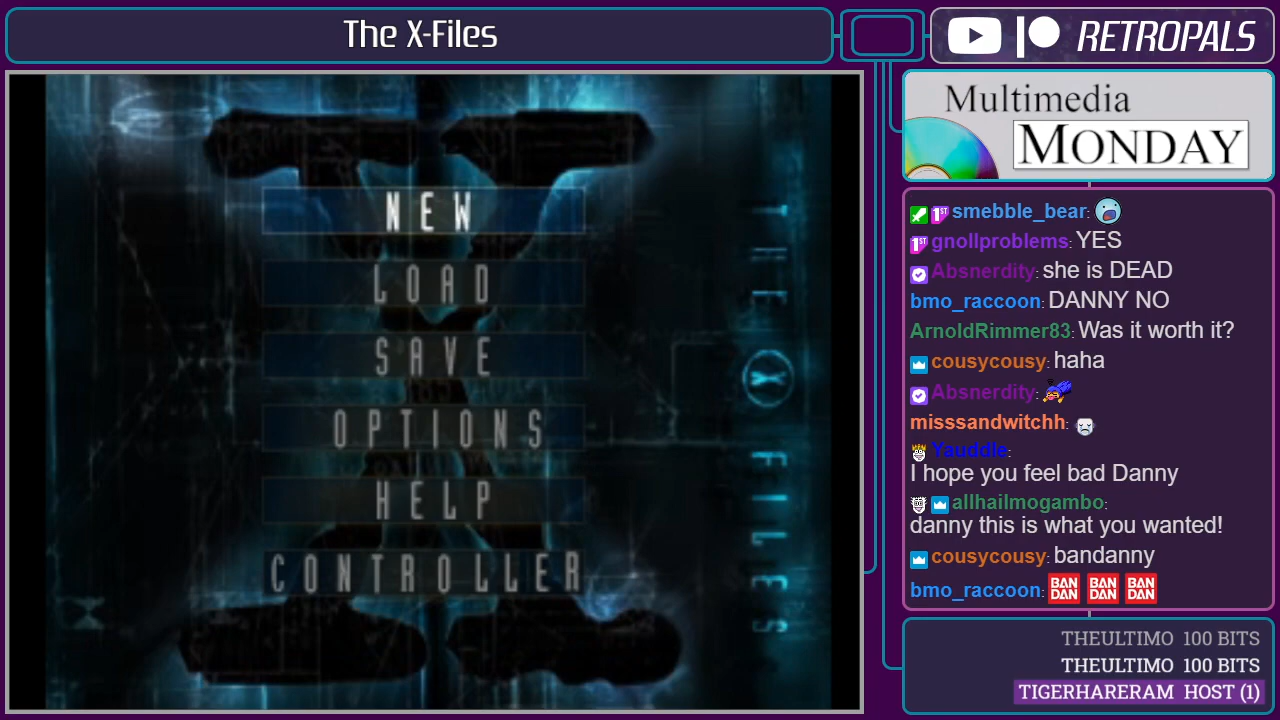 The X-Files
RETROPALS
Multimedia
MONDAY
NEW
LOAD
SAVE
OPTIONS
HELP
CONTROLLER
THE X FILES
1ST smebble_bear:
1ST gnollproblems: YES
Absnerdity: she is DEAD
bmo_raccoon: DANNY NO
ArnoldRimmer83: Was it worth it?
cousycousy: haha
Absnerdity:
misssandwitchh:
Yauddle:
I hope you feel bad Danny
allhailmogambo:
danny this is what you wanted!
cousycousy: bandanny
bmo_raccoon: BAN DAN BAN DAN BAN DAN
THEULTIMO 100 BITS
THEULTIMO 100 BITS
TIGERHARERAM HOST (1)